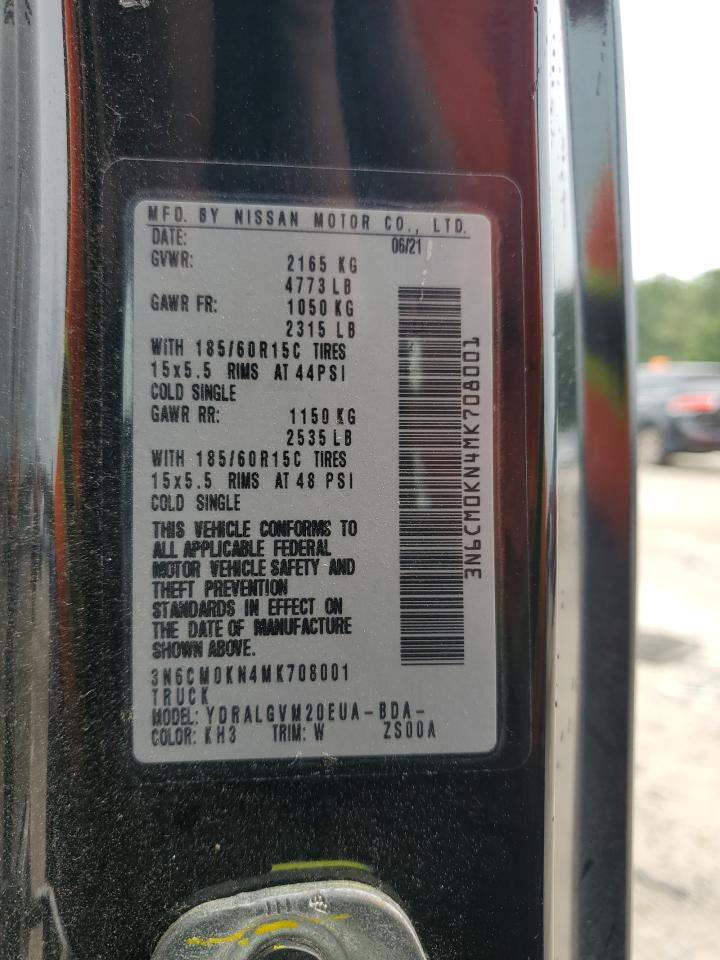 MFD. BY NISSAN MOTOR CO., LTD.
DATE: 06/21
GVWR: 2165 KG
4773 LB
GAWR FR: 1050 KG
2315 LB
WITH 185/60R15C TIRES
15x5.5 RIMS AT 44PSI
COLD SINGLE
GAWR RR: 1150 KG
2535 LB
WITH 185/60R15C TIRES
15x5.5 RIMS AT 48 PSI
COLD SINGLE
THIS VEHICLE CONFORMS TO
ALL APPLICABLE FEDERAL
MOTOR VEHICLE SAFETY AND
THEFT PREVENTION
STANDARDS IN EFFECT ON
THE DATE OF MANUFACTURE
SHOWN ABOVE.
3N6CM0KN4MK708001
TRUCK
MODEL: YDRALGVM20EUA-BDA-
COLOR: KH3 TRIM: W ZS00A
3N6CM0KN4MK708001